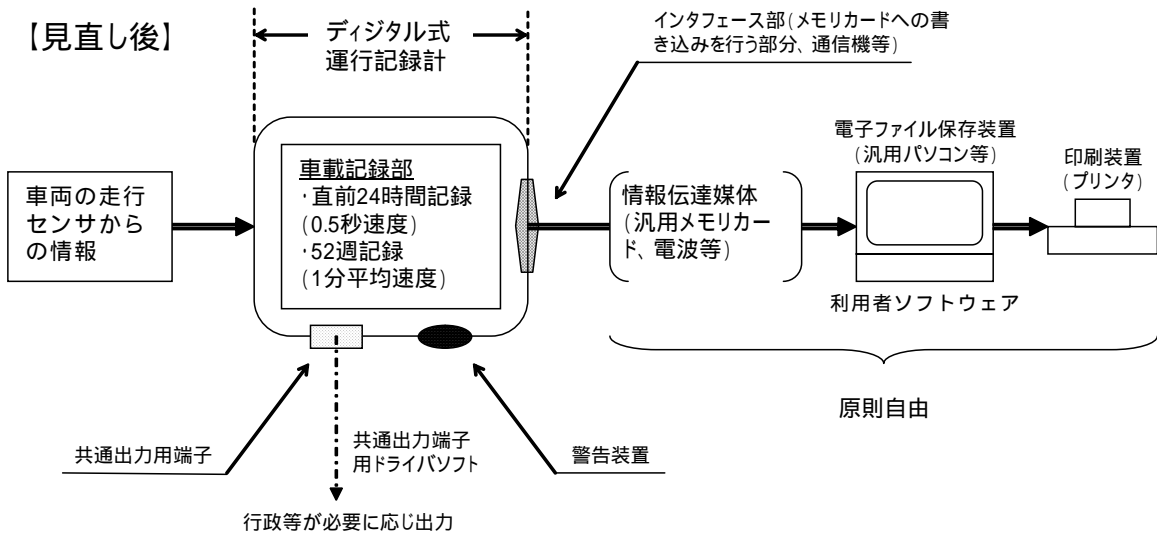 【見直し後】
ディジタル式
運行記録計
インタフェース部(メモリカードへの書
き込みを行う部分、通信機等)
車両の走行
センサから
の情報
車載記録部
・直前24時間記録
(0.5秒速度)
・52週記録
(1分平均速度)
情報伝達媒体
(汎用メモリカー
ド、電波等)
電子ファイル保存装置
(汎用パソコン等)
利用者ソフトウェア
印刷装置
(プリンタ)
原則自由
共通出力用端子
共通出力端子
用ドライバソフト
警告装置
行政等が必要に応じ出力